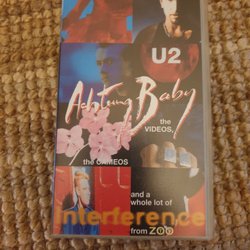 U2
Achtung Baby
the
VIDEOS,
the CAMEOS
and a
whole lot of
Interference
from ZOO